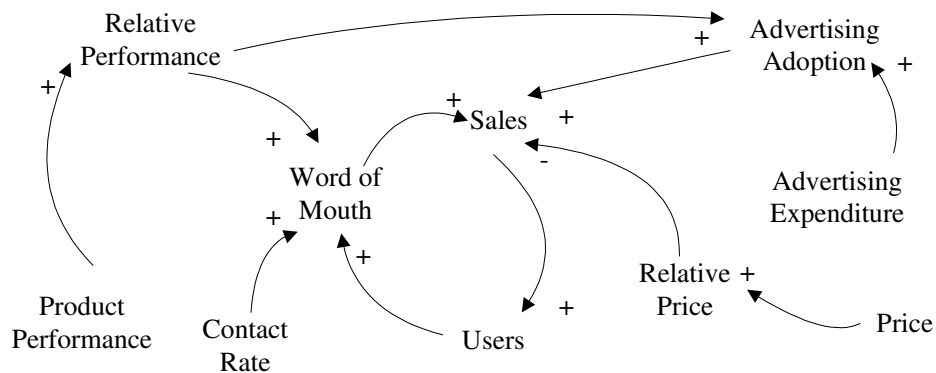 Relative
Performance
+
Advertising
Adoption
+
+
+
Sales
+
+
-
Word of
Mouth
+
+
Advertising
Expenditure
Relative
Price
+
Product
Performance
Contact
Rate
Users
+
Price
+